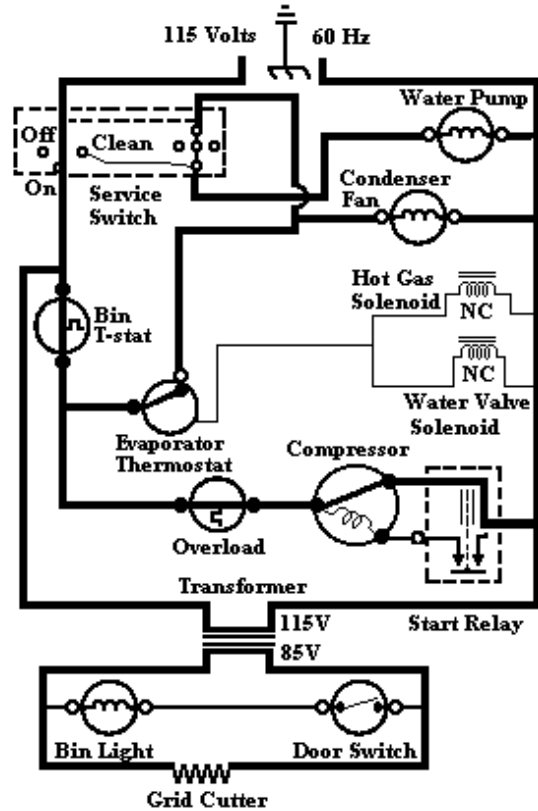 115 Volts
60 Hz
Water Pump
Off
Clean
On
Service
Switch
Condenser
Fan
Hot Gas
Solenoid
NC
Bin
T-stat
NC
Water Valve
Solenoid
Evaporator
Thermostat
Compressor
Overload
Transformer
115V
Start Relay
85V
Bin Light
Door Switch
Grid Cutter